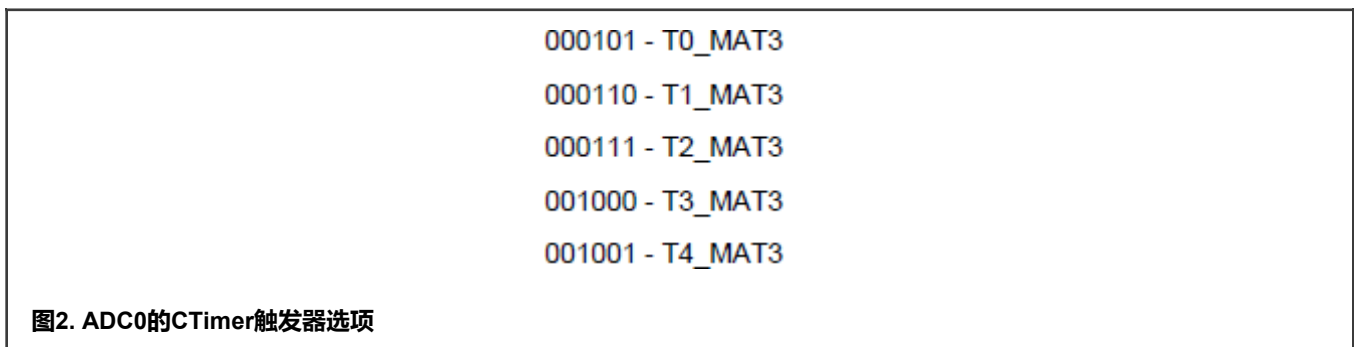 000101 - T0_MAT3
000110 - T1_MAT3
000111 - T2_MAT3
001000 - T3_MAT3
001001 - T4_MAT3
图2. ADC0的CTimer触发器选项